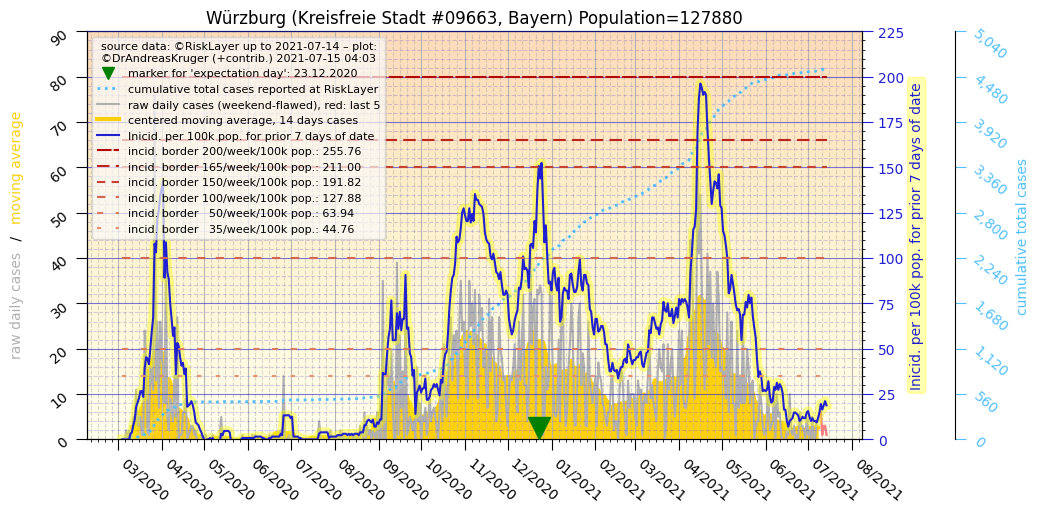 Würzburg (Kreisfreie Stadt #09663, Bayern) Population=127880
source data: ©RiskLayer up to 2021-07-14 – plot:
©DrAndreasKruger (+contrib.) 2021-07-15 04:03
marker for 'expectation day': 23.12.2020
cumulative total cases reported at RiskLayer
raw daily cases (weekend-flawed), red: last 5
centered moving average, 14 days cases
Inicid. per 100k pop. for prior 7 days of date
incid. border 200/week/100k pop.: 255.76
incid. border 165/week/100k pop.: 211.00
incid. border 150/week/100k pop.: 191.82
incid. border 100/week/100k pop.: 127.88
incid. border 50/week/100k pop.: 63.94
incid. border 35/week/100k pop.: 44.76
raw daily cases / moving average
90
80
70
60
50
40
30
20
10
0
03/2020
04/2020
05/2020
06/2020
07/2020
08/2020
09/2020
10/2020
11/2020
12/2020
01/2021
02/2021
03/2021
04/2021
05/2021
06/2021
07/2021
08/2021
225
200
175
150
125
100
75
50
25
0
Inicid. per 100k pop. for prior 7 days of date
5,040
4,480
3,920
3,360
2,800
2,240
1,680
1,120
560
0
cumulative total cases